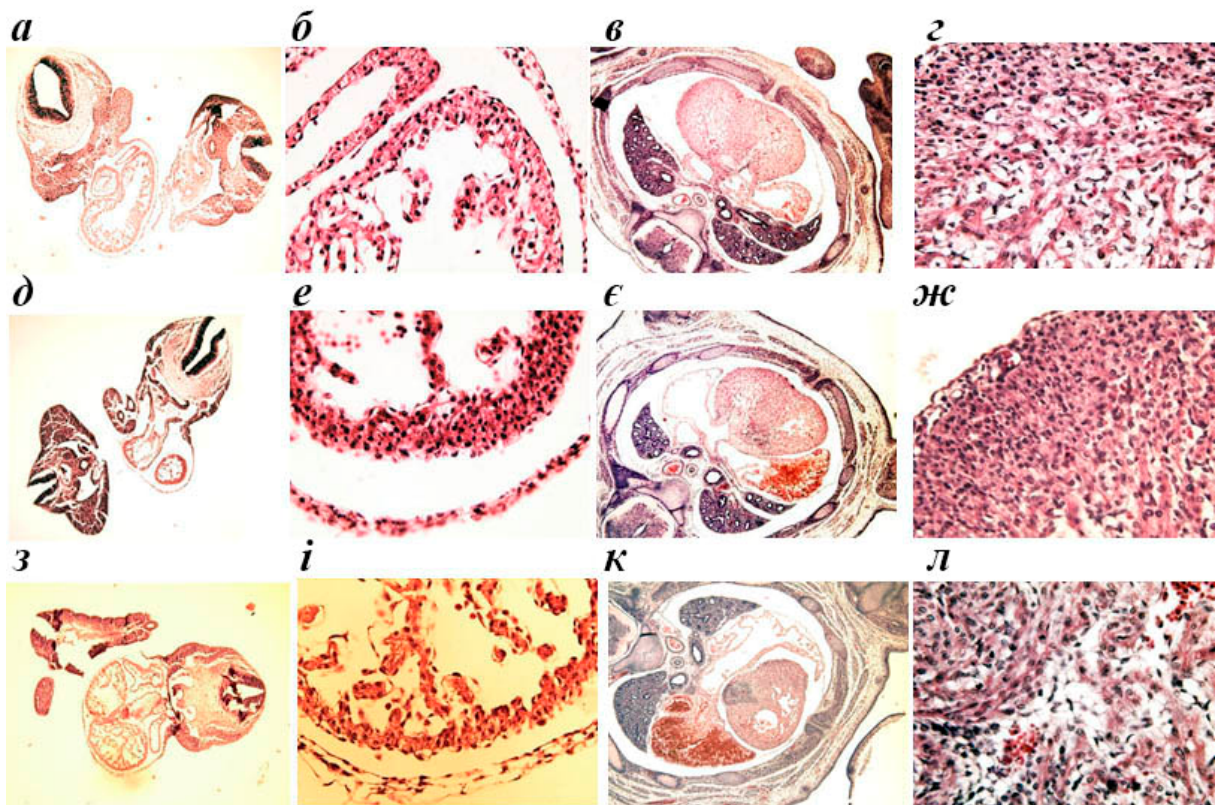 а б в г
д е є ж
з і к л